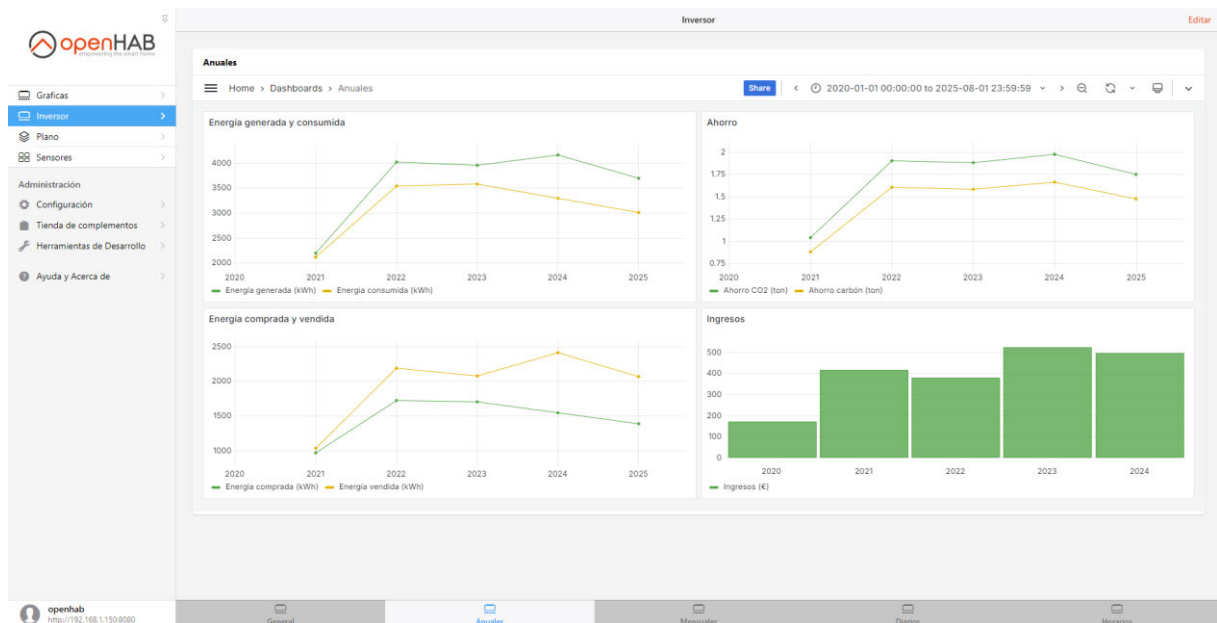 Inversor
Editar
openHAB
empowering the smart home
Graficas
Inversor
Plano
Sensores
Administración
Configuración
Tienda de complementos
Herramientas de Desarrollo
Ayuda y Acerca de
openhab
http://192.168.1.150:8080
Anuales
Home › Dashboards › Anuales
Share
2020-01-01 00:00:00 to 2025-08-01 23:59:59
Energía generada y consumida
4000
3500
3000
2500
2000
2020 2021 2022 2023 2024 2025
Energía generada (kWh) Energia consumida (kWh)
Ahorro
2
1.75
1.5
1.25
1
0.75
2020 2021 2022 2023 2024 2025
Ahorro CO2 (ton) Ahorro carbón (ton)
Energía comprada y vendida
2500
2000
1500
1000
2020 2021 2022 2023 2024 2025
Energía comprada (kWh) Energía vendida (kWh)
Ingresos
500
400
300
200
100
0
2020 2021 2022 2023 2024
Ingresos (€)
General
Anuales
Mensuales
Diarios
Horarios